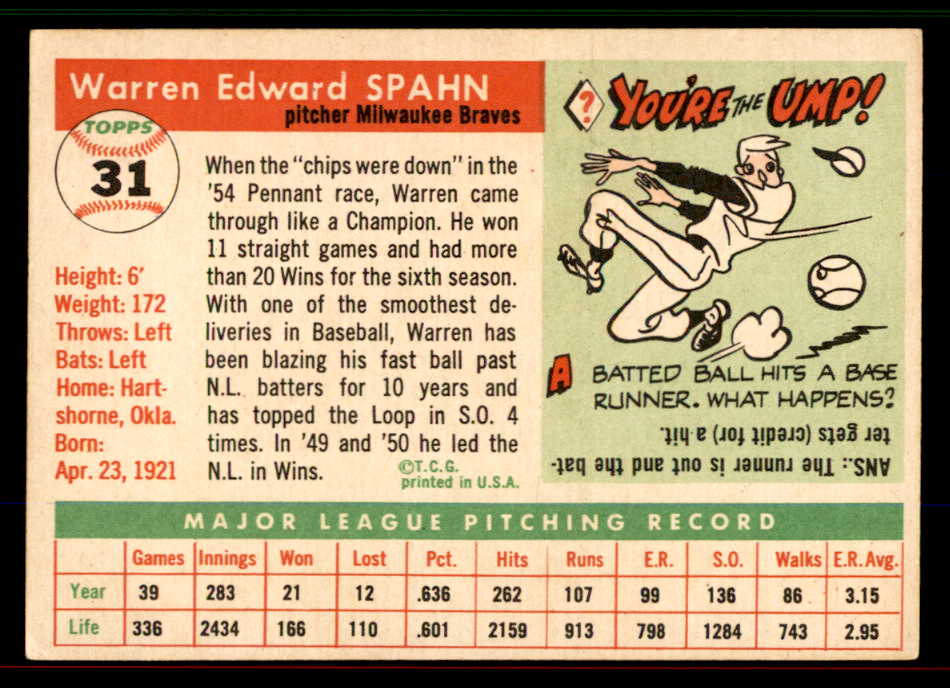 Warren Edward SPAHN
pitcher Milwaukee Braves
TOPPS
31
Height: 6'
Weight: 172
Throws: Left
Bats: Left
Home: Hart-
shorne, Okla.
Born:
Apr. 23, 1921
When the "chips were down" in the
'54 Pennant race, Warren came
through like a Champion. He won
11 straight games and had more
than 20 Wins for the sixth season.
With one of the smoothest de-
liveries in Baseball, Warren has
been blazing his fast ball past
N.L. batters for 10 years and
has topped the Loop in S.O. 4
times. In '49 and '50 he led the
N.L. in Wins.
©T.C.G.
printed in U.S.A.
? YOU'RE THE UMP!
A BATTED BALL HITS A BASE
RUNNER. WHAT HAPPENS?
ANS.: The runner is out and the bat-
ter gets (credit for) a hit.
MAJOR LEAGUE PITCHING RECORD
Games Innings Won Lost Pct. Hits Runs E.R. S.O. Walks E.R. Avg.
Year 39 283 21 12 .636 262 107 99 136 86 3.15
Life 336 2434 166 110 .601 2159 913 798 1284 743 2.95